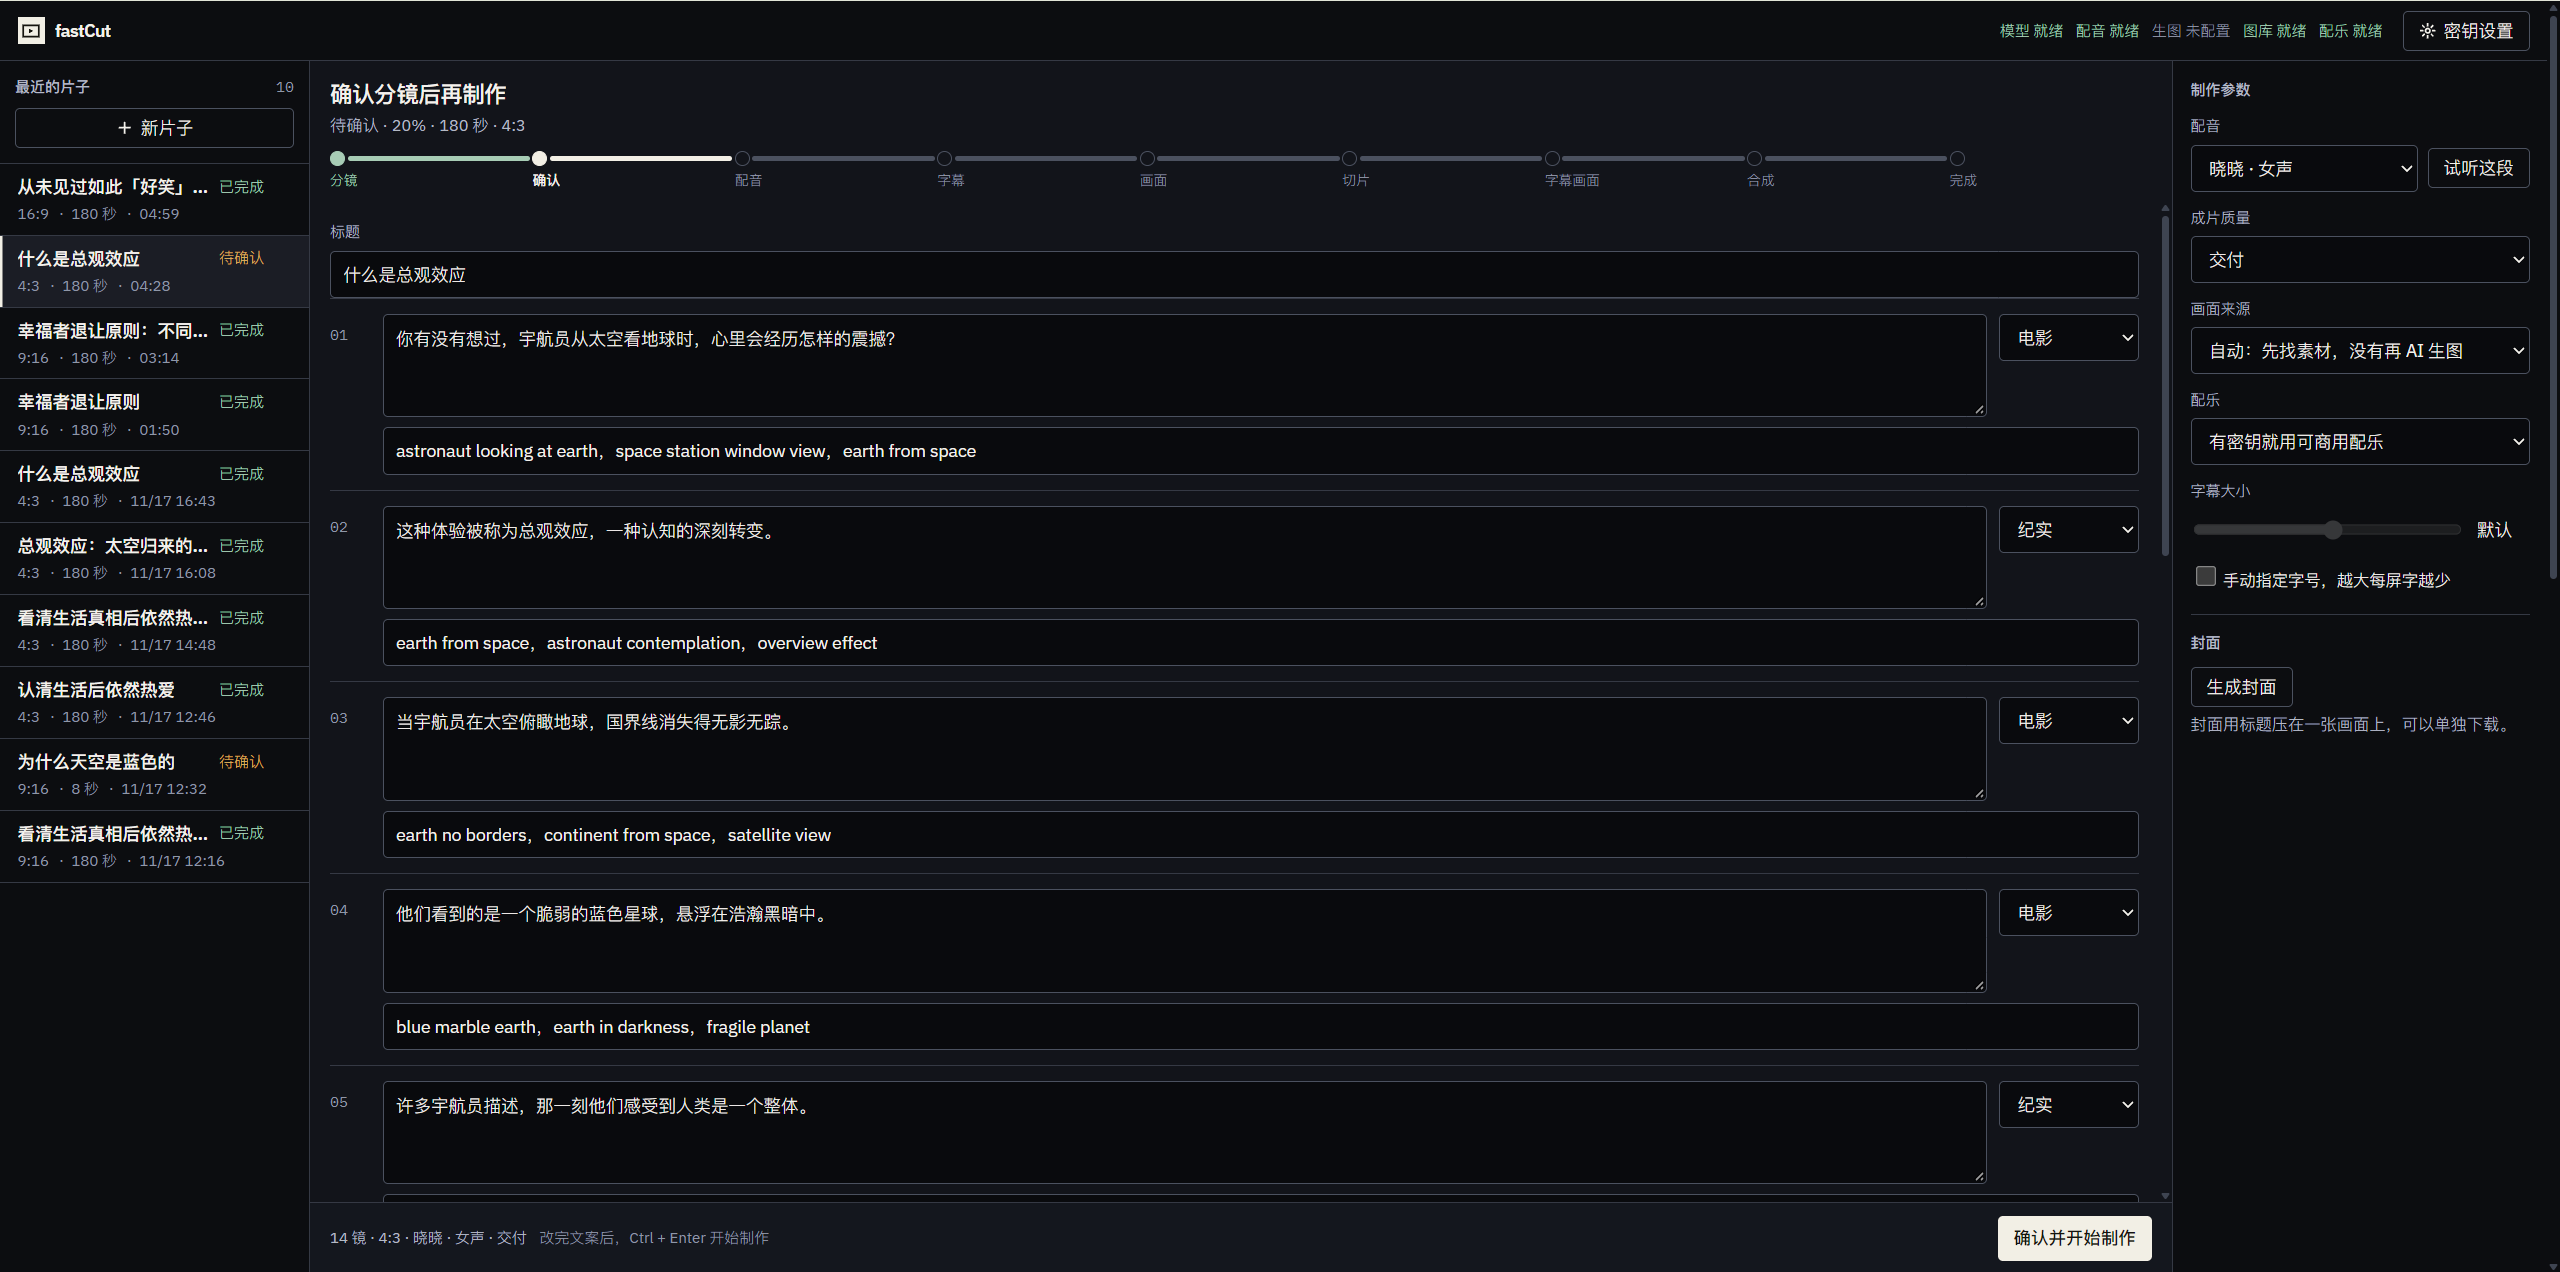 fastCut
模型 就绪 配音 就绪 生图 未配置 图库 就绪 配乐 就绪 密钥设置
最近的片子 10
+ 新片子
从未见过如此「好笑」... 已完成
16:9 · 180 秒 · 04:59
什么是总观效应 待确认
4:3 · 180 秒 · 04:28
幸福者退让原则：不同... 已完成
9:16 · 180 秒 · 03:14
幸福者退让原则 已完成
9:16 · 180 秒 · 01:50
什么是总观效应 已完成
4:3 · 180 秒 · 11/17 16:43
总观效应：太空归来的... 已完成
4:3 · 180 秒 · 11/17 16:08
看清生活真相后依然热... 已完成
4:3 · 180 秒 · 11/17 14:48
认清生活后依然热爱 已完成
4:3 · 180 秒 · 11/17 12:46
为什么天空是蓝色的 待确认
9:16 · 8 秒 · 11/17 12:32
看清生活真相后依然热... 已完成
9:16 · 180 秒 · 11/17 12:16
确认分镜后再制作
待确认 · 20% · 180 秒 · 4:3
分镜 确认 配音 字幕 画面 切片 字幕画面 合成 完成
标题
什么是总观效应
01 你有没有想过，宇航员从太空看地球时，心里会经历怎样的震撼？ 电影
astronaut looking at earth，space station window view，earth from space
02 这种体验被称为总观效应，一种认知的深刻转变。 纪实
earth from space，astronaut contemplation，overview effect
03 当宇航员在太空俯瞰地球，国界线消失得无影无踪。 电影
earth no borders，continent from space，satellite view
04 他们看到的是一个脆弱的蓝色星球，悬浮在浩瀚黑暗中。 电影
blue marble earth，earth in darkness，fragile planet
05 许多宇航员描述，那一刻他们感受到人类是一个整体。 纪实
14 镜 · 4:3 · 晓晓 · 女声 · 交付 改完文案后，Ctrl + Enter 开始制作 确认并开始制作
制作参数
配音
晓晓 · 女声 试听这段
成片质量
交付
画面来源
自动：先找素材，没有再 AI 生图
配乐
有密钥就用可商用配乐
字幕大小
默认
手动指定字号，越大每屏字越少
封面
生成封面
封面用标题压在一张画面上，可以单独下载。